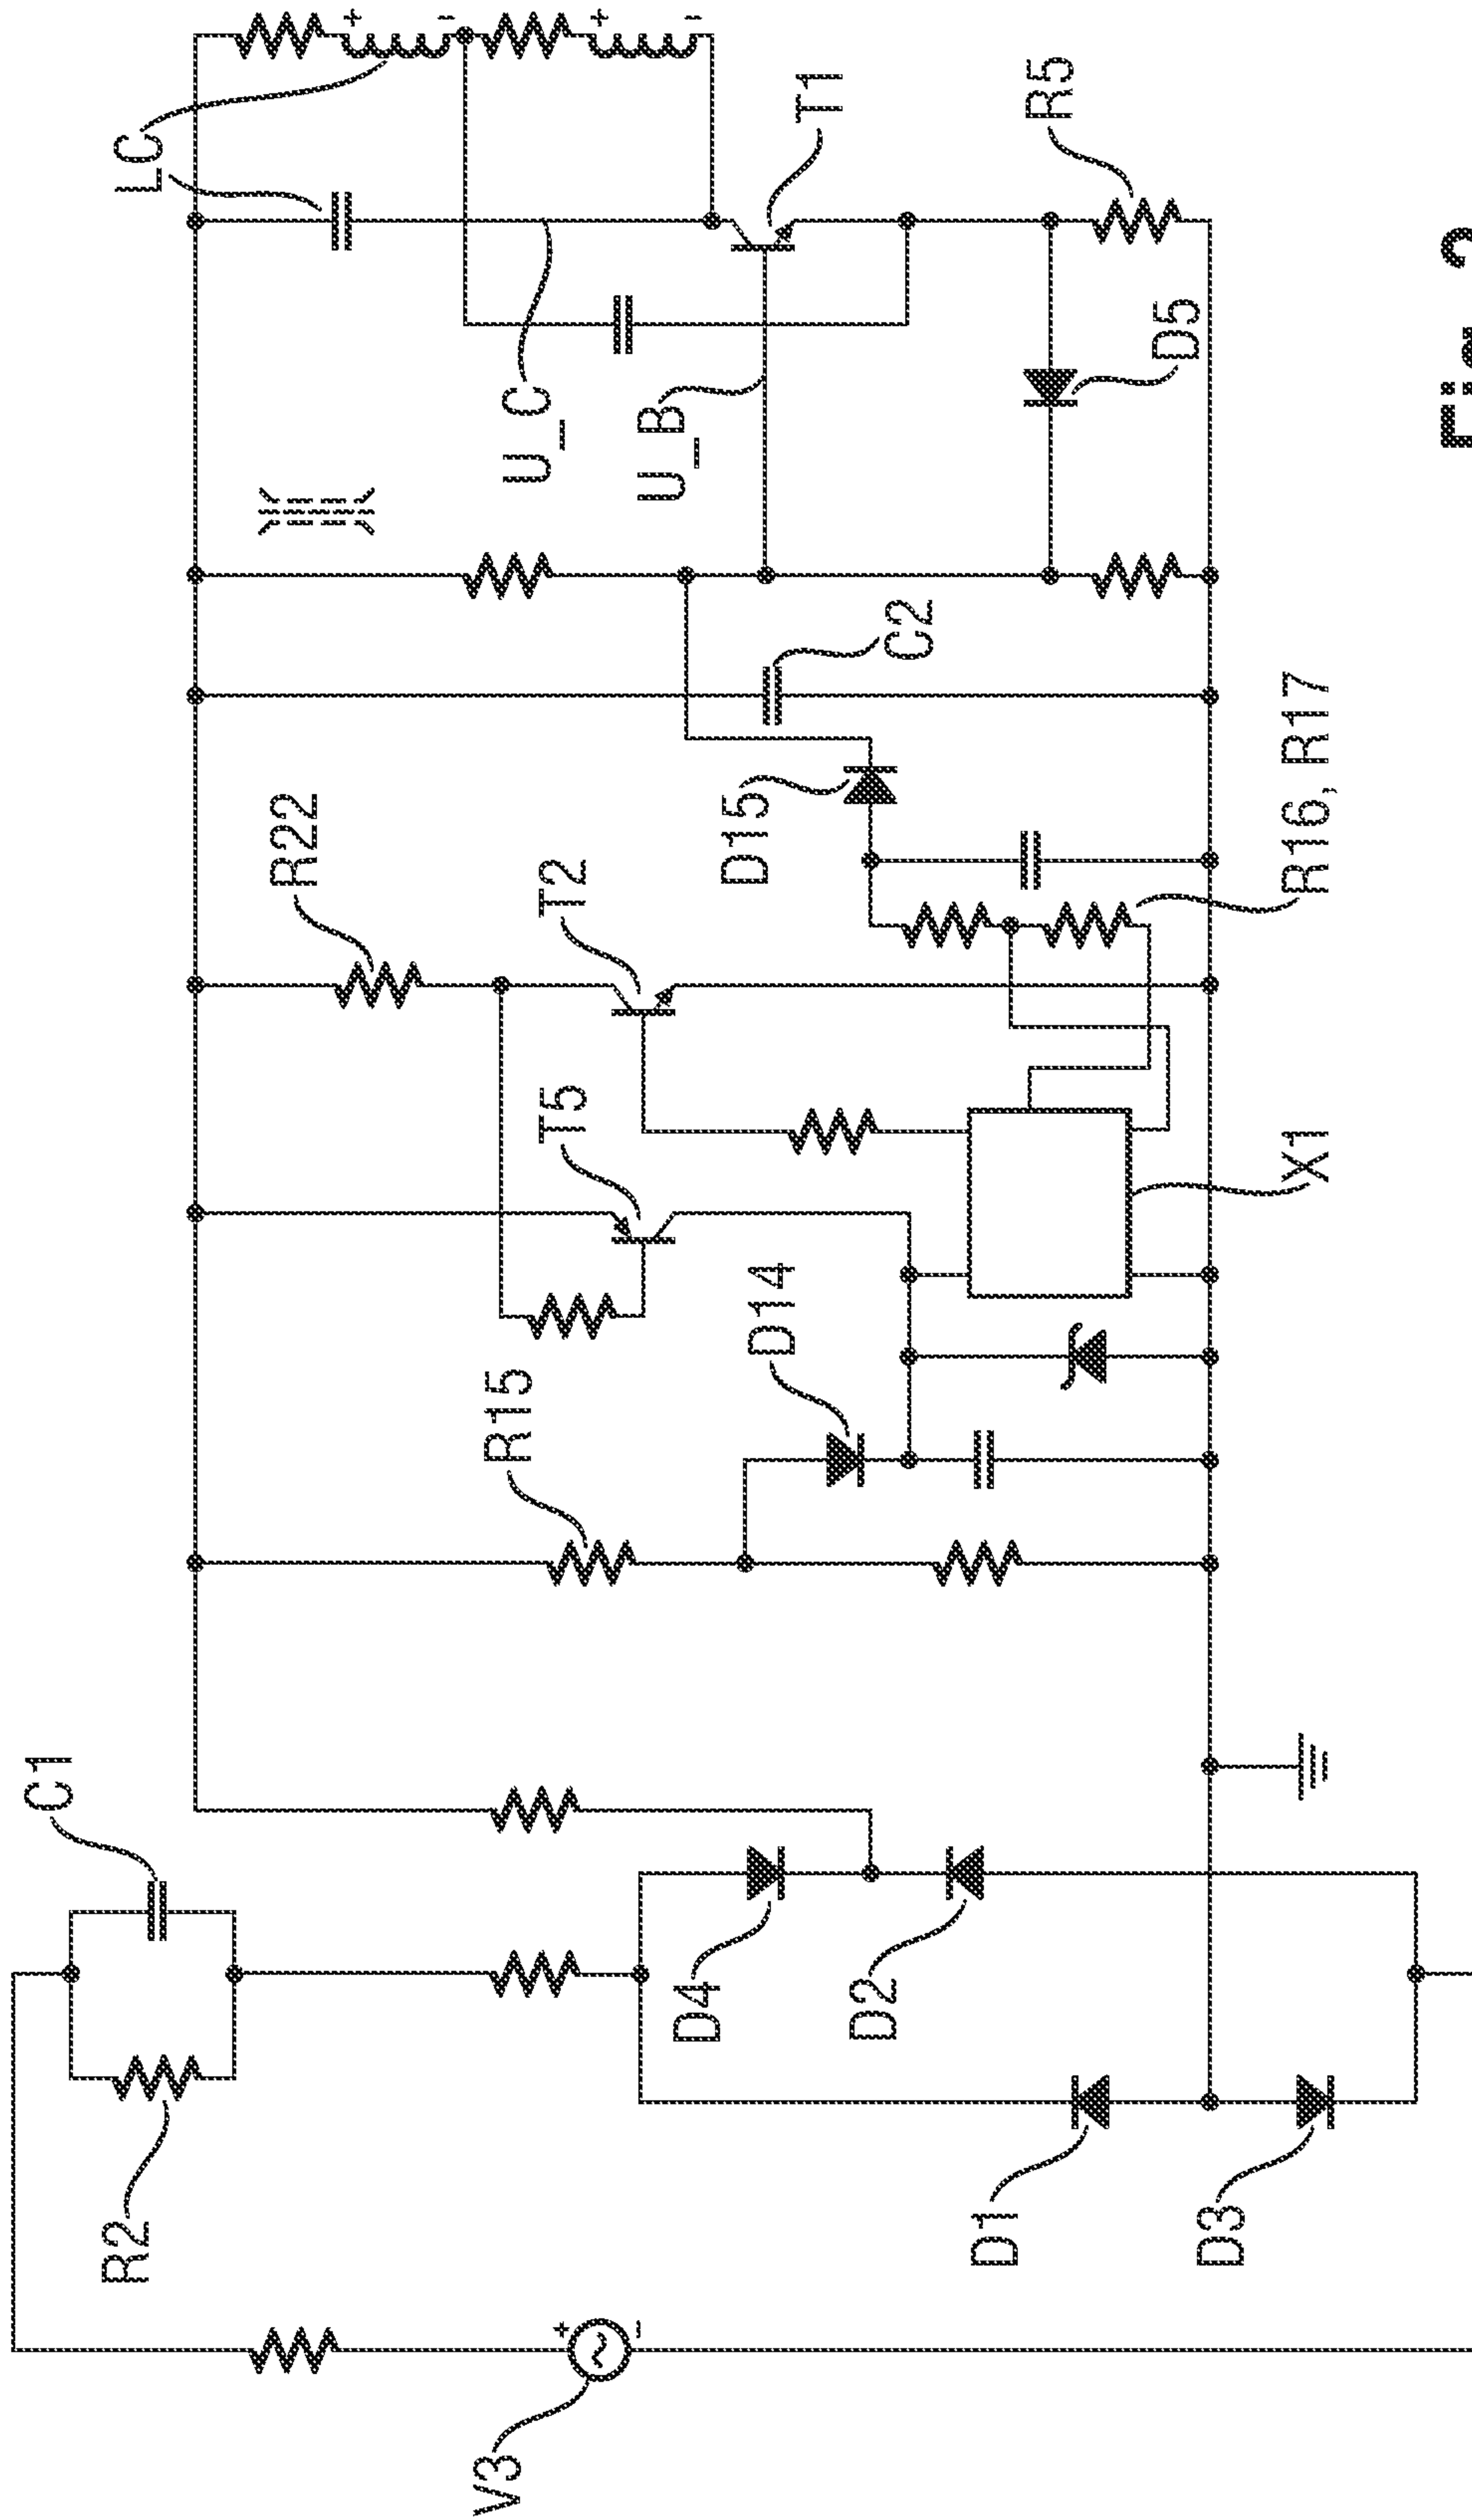 LC
T1
R5
U_C
U_B
D5
C2
R22
T2
D15
R16, R17
T5
X1
D14
R15
C1
D4
D2
R2
D1
D3
V3